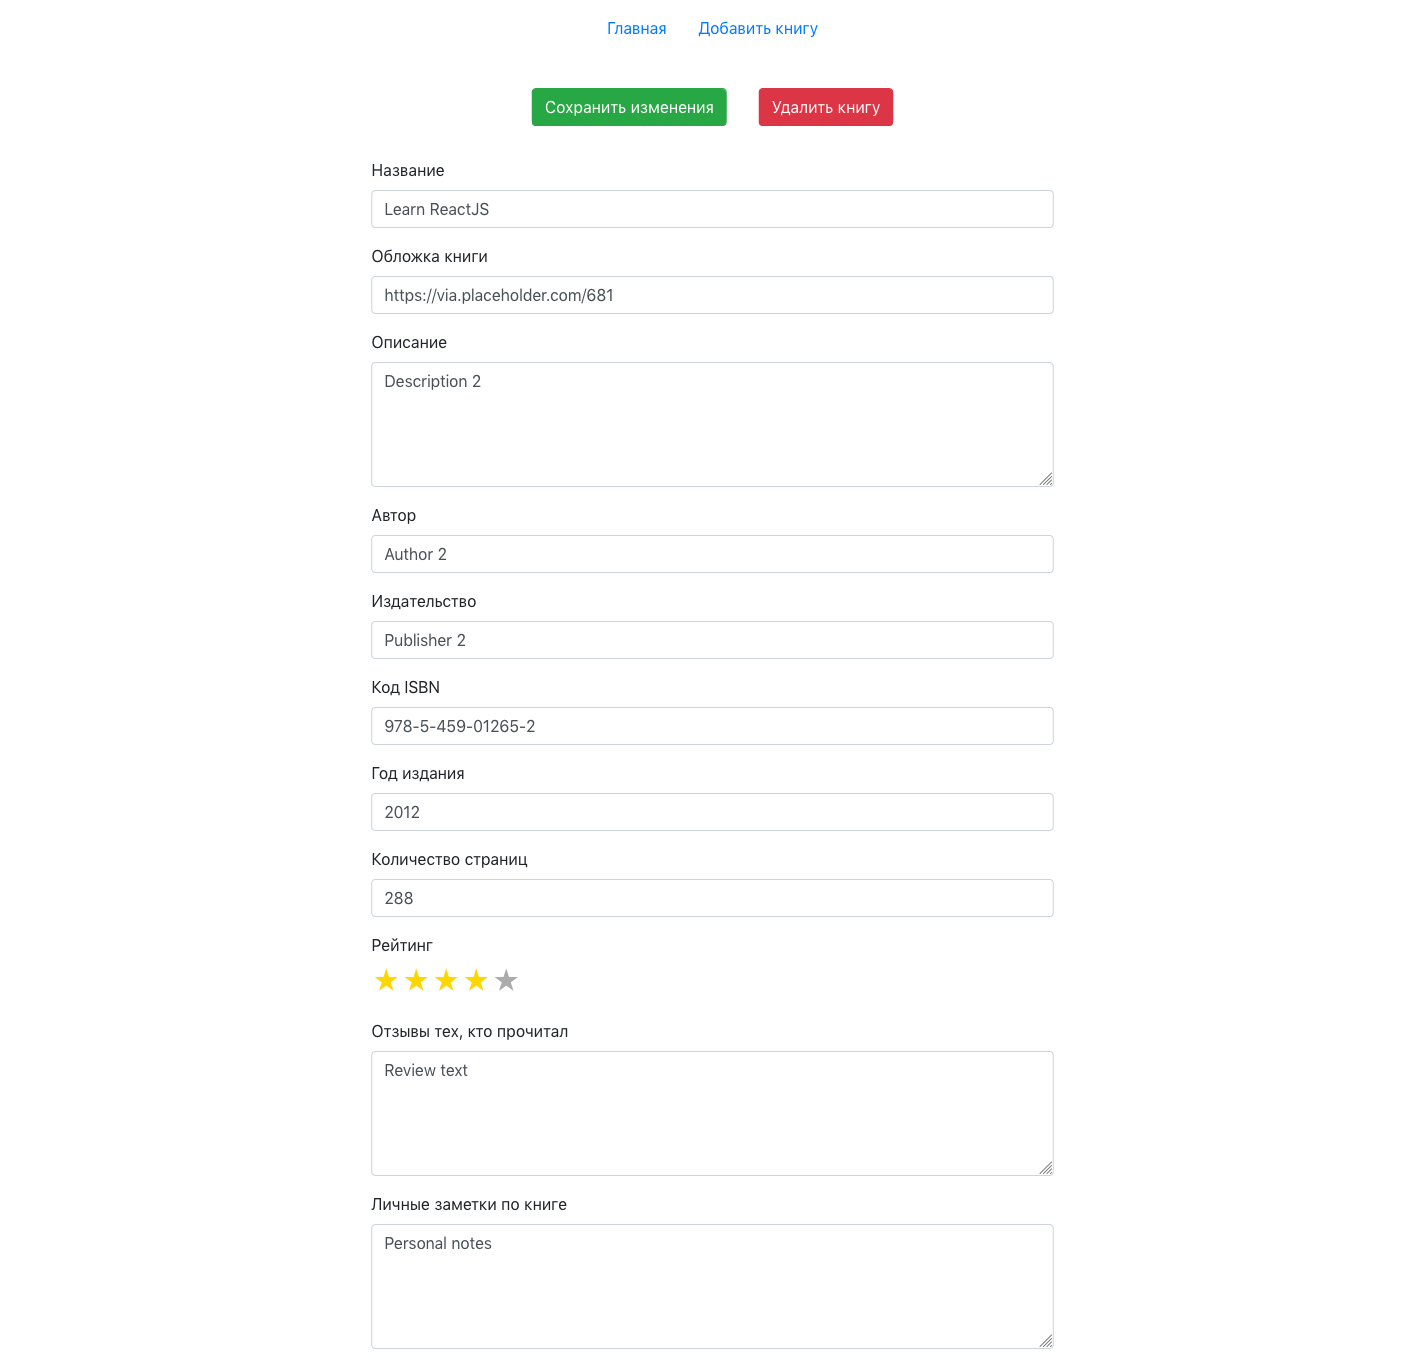 Главная Добавить книгу
Сохранить изменения Удалить книгу
Название
Learn ReactJS
Обложка книги
https://via.placeholder.com/681
Описание
Description 2
Автор
Author 2
Издательство
Publisher 2
Код ISBN
978-5-459-01265-2
Год издания
2012
Количество страниц
288
Рейтинг
Отзывы тех, кто прочитал
Review text
Личные заметки по книге
Personal notes